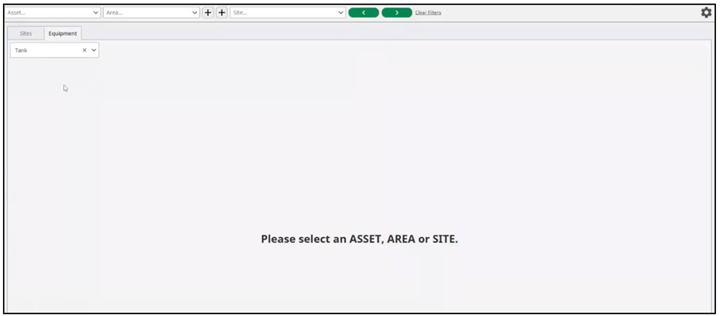 Asset... Area... Site... Clear Filters
Sites Equipment
Tank
Please select an ASSET, AREA or SITE.